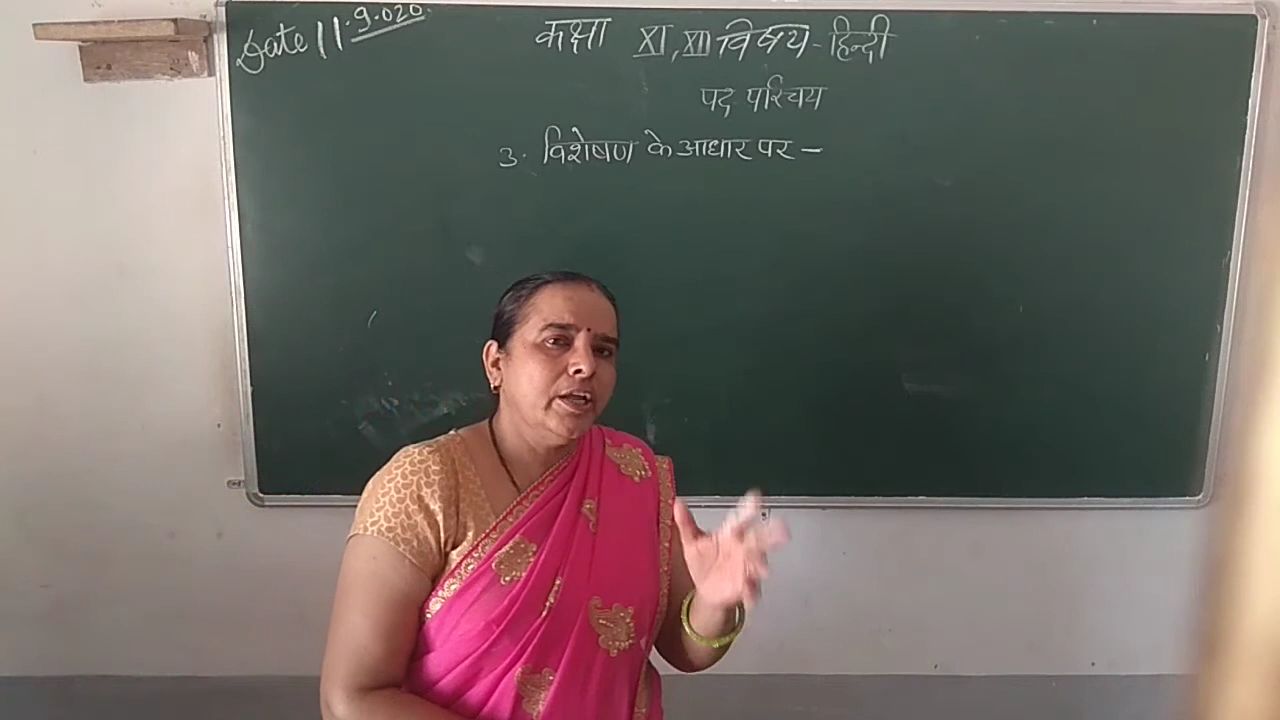 Date 11.9.020.
कक्षा XI, XII विषय - हिन्दी
पद परिचय
3. विशेषण के आधार पर –